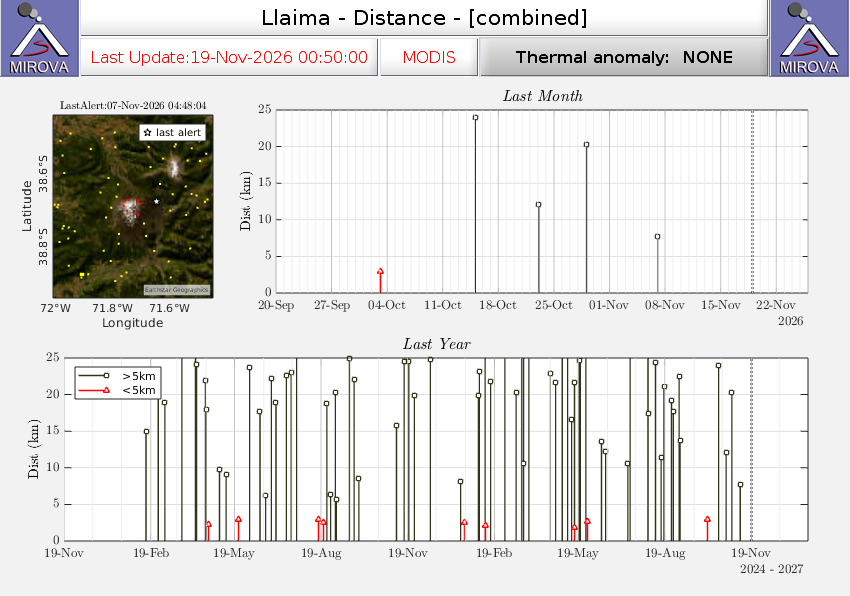 Llaima - Distance - [combined]
MIROVA
Last Update:19-Nov-2026 00:50:00
MODIS
Thermal anomaly: NONE
MIROVA
LastAlert:07-Nov-2026 04:48:04
last alert
Latitude
38.6°S
38.8°S
Earthstar Geographics
72°W
71.8°W
71.6°W
Longitude
Last Month
Dist (km)
25
20
15
10
5
0
20-Sep
27-Sep
04-Oct
11-Oct
18-Oct
25-Oct
01-Nov
08-Nov
15-Nov
22-Nov
2026
Last Year
Dist (km)
25
20
15
10
5
0
>5km
<5km
19-Nov
19-Feb
19-May
19-Aug
19-Nov
19-Feb
19-May
19-Aug
19-Nov
2024 - 2027